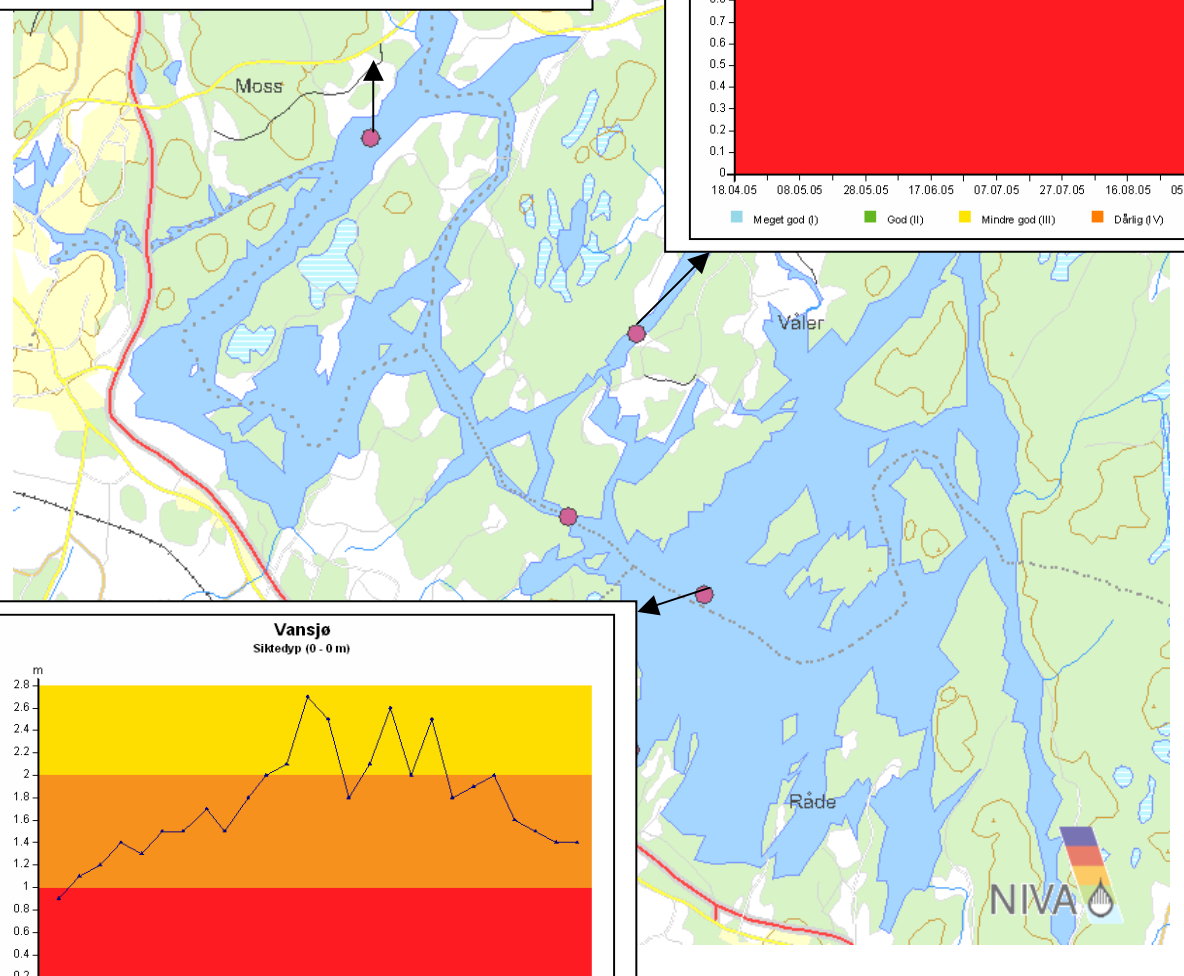 0.8
0.7
0.6
0.5
0.4
0.3
0.2
0.1
0
18.04.05 08.05.05 28.05.05 17.06.05 07.07.05 27.07.05 16.08.05 05
Meget god (I) God (II) Mindre god (III) Dårlig (IV)
Moss
Våler
Vansjø
Siktedyp (0 - 0 m)
m
2.8
2.6
2.4
2.2
2
1.8
1.6
1.4
1.2
1
0.8
0.6
0.4
0.2
Råde
NIVA